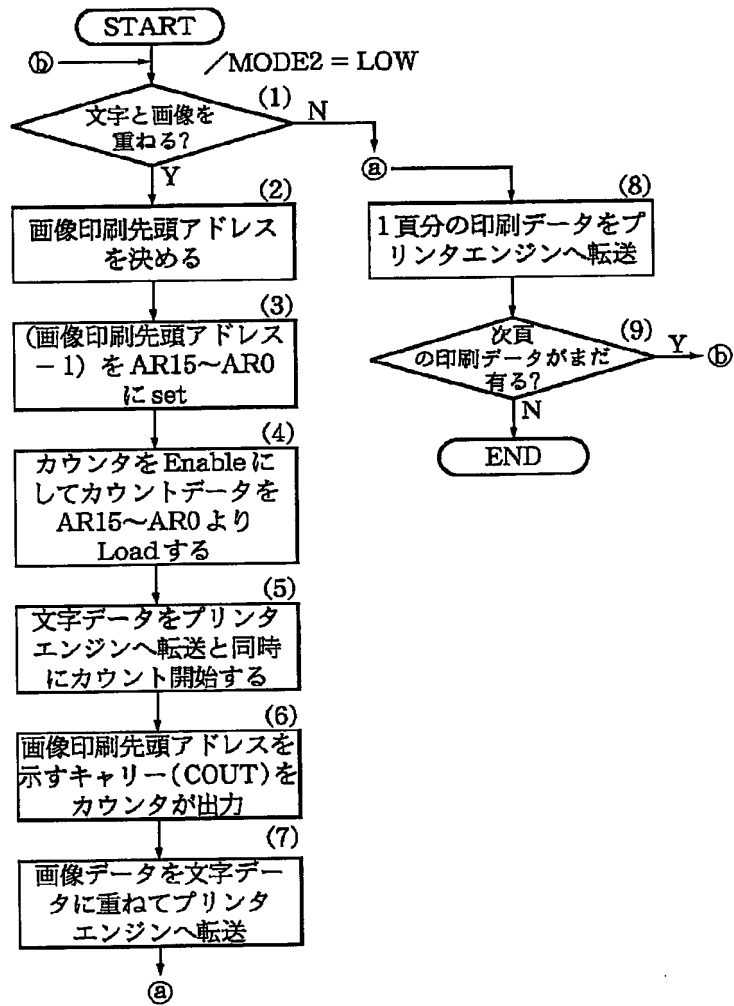 START
ⓑ
/MODE2 = LOW
(1)
文字と画像を
重ねる?
N
Y
ⓐ
(2)
画像印刷先頭アドレス
を決める
(3)
(画像印刷先頭アドレス
-1) をAR15~AR0
にset
(4)
カウンタをEnableに
してカウントデータを
AR15~AR0より
Loadする
(5)
文字データをプリンタ
エンジンへ転送と同時
にカウント開始する
(6)
画像印刷先頭アドレスを
示すキャリー(COUT)を
カウンタが出力
(7)
画像データを文字デー
タに重ねてプリンタ
エンジンへ転送
ⓐ
ⓐ
(8)
1頁分の印刷データをプ
リンタエンジンへ転送
(9)
次頁
の印刷データがまだ
有る?
Y
ⓑ
N
END